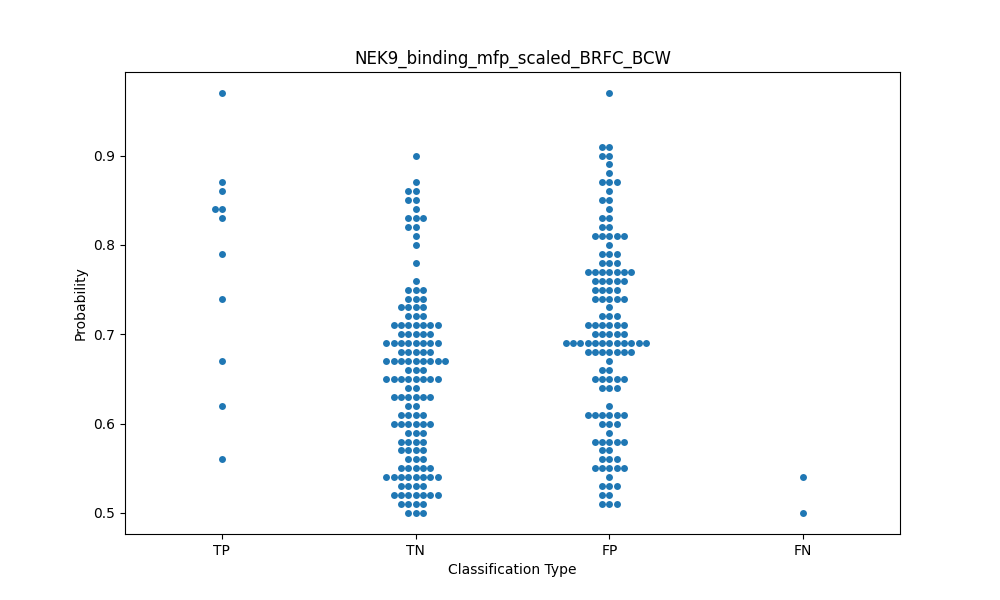 NEK9_binding_mfp_scaled_BRFC_BCW
Probability
0.9
0.8
0.7
0.6
0.5
TP
TN
FP
FN
Classification Type